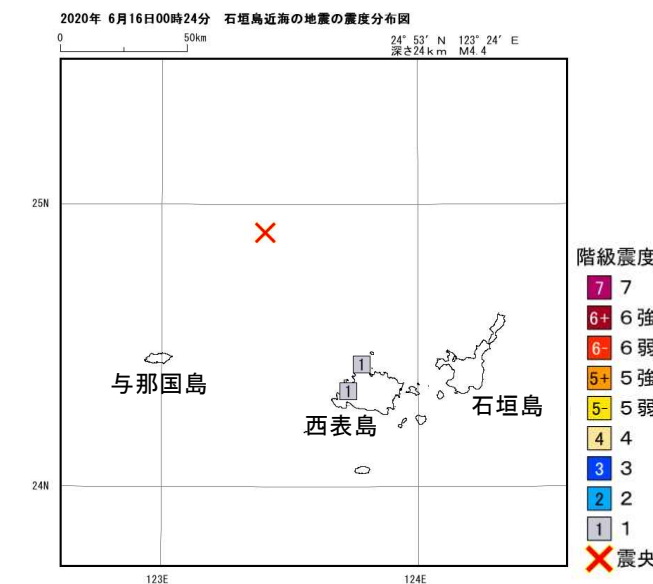 2020年 6月16日00時24分 石垣島近海の地震の震度分布図
0 50km
24° 53′ N 123° 24′ E
深さ24km M4.4
25N
階級震度
7 7
6+ 6強
6- 6弱
5+ 5強
5- 5弱
4 4
3 3
2 2
1 1
震央
1
1
与那国島
西表島
石垣島
24N
123E
124E